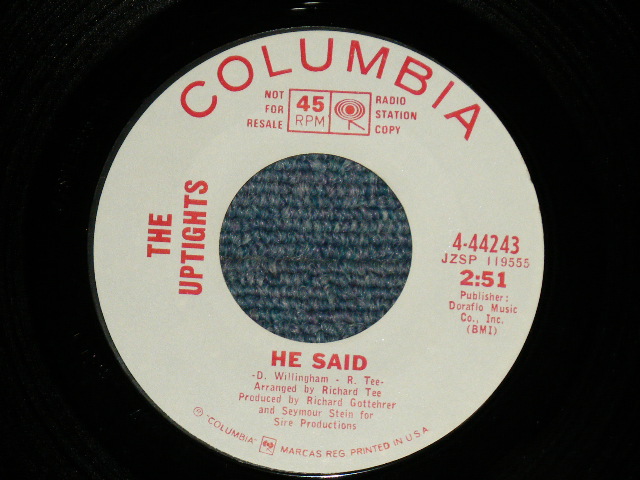 COLUMBIA
NOT
FOR
RESALE
45
RPM
RADIO
STATION
COPY
THE
UPTIGHTS
4-44243
JZSP 119555
2:51
Publisher:
Doraflo Music
Co., Inc.
(BMI)
HE SAID
-D. Willingham - R. Tee-
Arranged by Richard Tee
Produced by Richard Gottehrer
and Seymour Stein for
Sire Productions
℗ "COLUMBIA" MARCAS REG. PRINTED IN U.S.A.